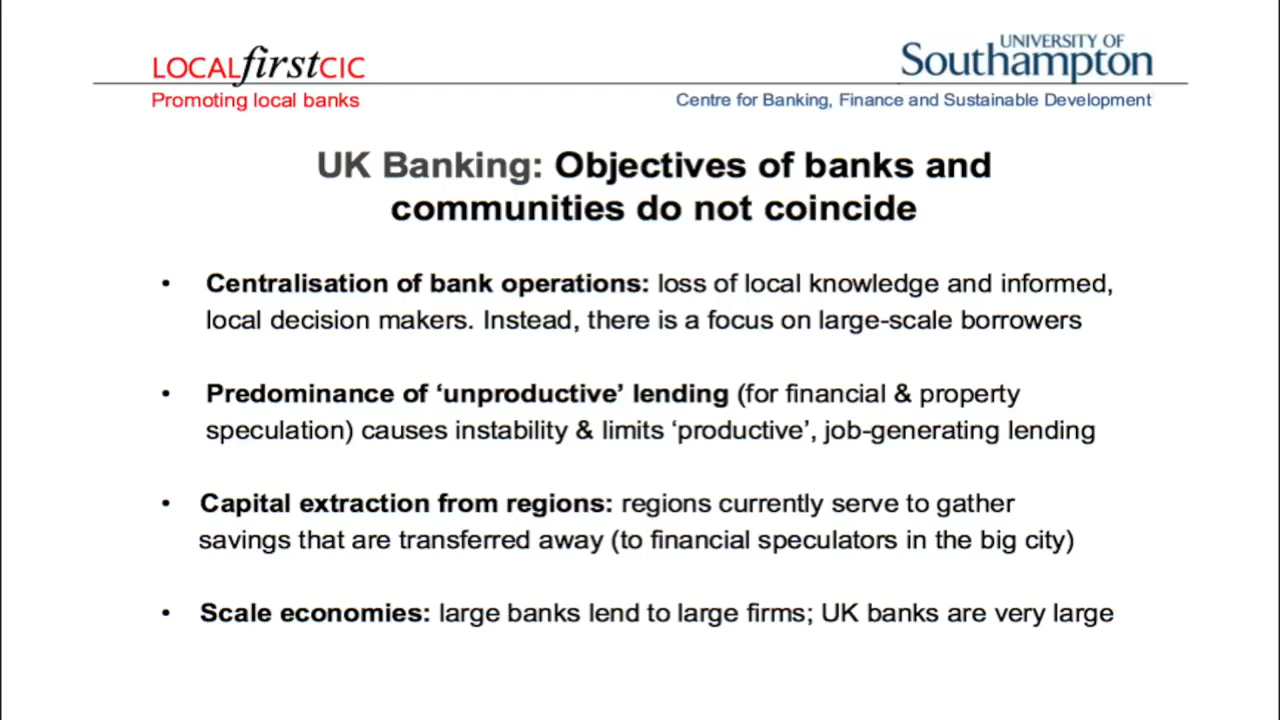 LOCALfirstCIC
Promoting local banks
UNIVERSITY OF
Southampton
Centre for Banking, Finance and Sustainable Development
UK Banking: Objectives of banks and
communities do not coincide
• Centralisation of bank operations: loss of local knowledge and informed,
local decision makers. Instead, there is a focus on large-scale borrowers
• Predominance of ‘unproductive’ lending (for financial & property
speculation) causes instability & limits ‘productive’, job-generating lending
• Capital extraction from regions: regions currently serve to gather
savings that are transferred away (to financial speculators in the big city)
• Scale economies: large banks lend to large firms; UK banks are very large